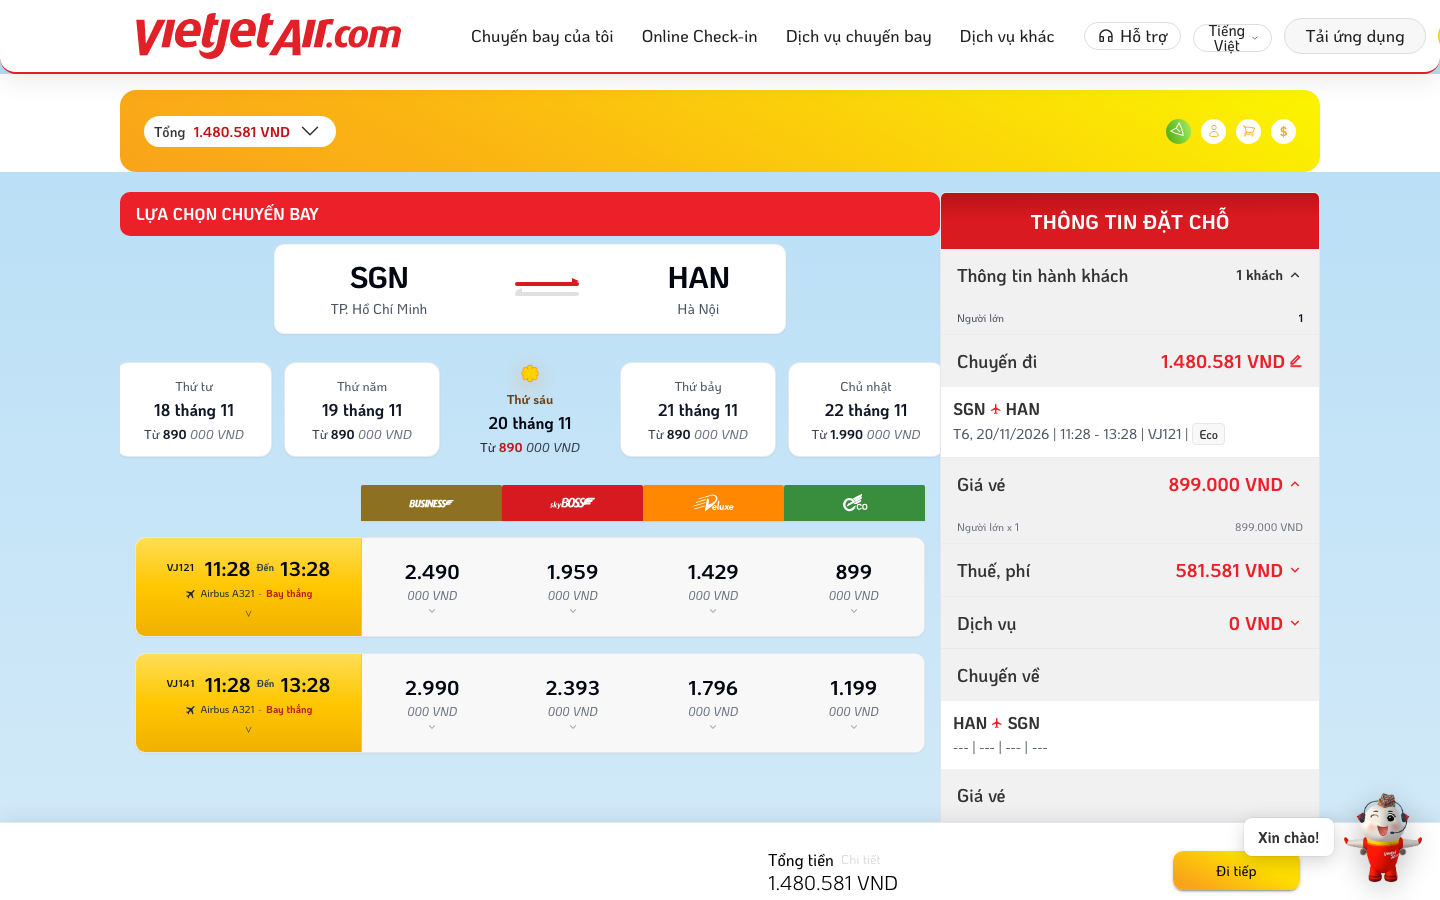 vietjetAir.com
Chuyến bay của tôi
Online Check-in
Dịch vụ chuyến bay
Dịch vụ khác
Hỗ trợ
Tiếng Việt
Tải ứng dụng
Tổng 1.480.581 VND
$
LỰA CHỌN CHUYẾN BAY
SGN
TP. Hồ Chí Minh
HAN
Hà Nội
Thứ tư
18 tháng 11
Từ 890 000 VND
Thứ năm
19 tháng 11
Từ 890 000 VND
Thứ sáu
20 tháng 11
Từ 890 000 VND
Thứ bảy
21 tháng 11
Từ 890 000 VND
Chủ nhật
22 tháng 11
Từ 1.990 000 VND
BUSINESS
skyBOSS
Deluxe
eco
VJ121 11:28 Đến 13:28
Airbus A321 - Bay thẳng
2.490
000 VND
1.959
000 VND
1.429
000 VND
899
000 VND
VJ141 11:28 Đến 13:28
Airbus A321 - Bay thẳng
2.990
000 VND
2.393
000 VND
1.796
000 VND
1.199
000 VND
THÔNG TIN ĐẶT CHỖ
Thông tin hành khách 1 khách
Người lớn 1
Chuyến đi 1.480.581 VND
SGN HAN
T6, 20/11/2026 | 11:28 - 13:28 | VJ121 | Eco
Giá vé 899.000 VND
Người lớn x 1 899.000 VND
Thuế, phí 581.581 VND
Dịch vụ 0 VND
Chuyến về
HAN SGN
--- | --- | --- | ---
Giá vé
Tổng tiền Chi tiết
1.480.581 VND
Đi tiếp
Xin chào!